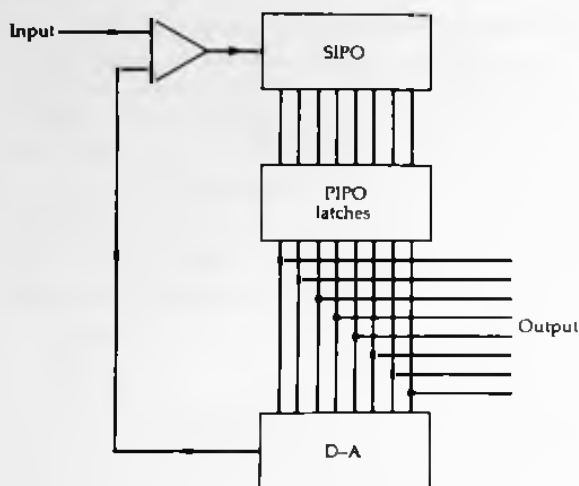 Input
SIPO
PIPO
latches
Output
D–A